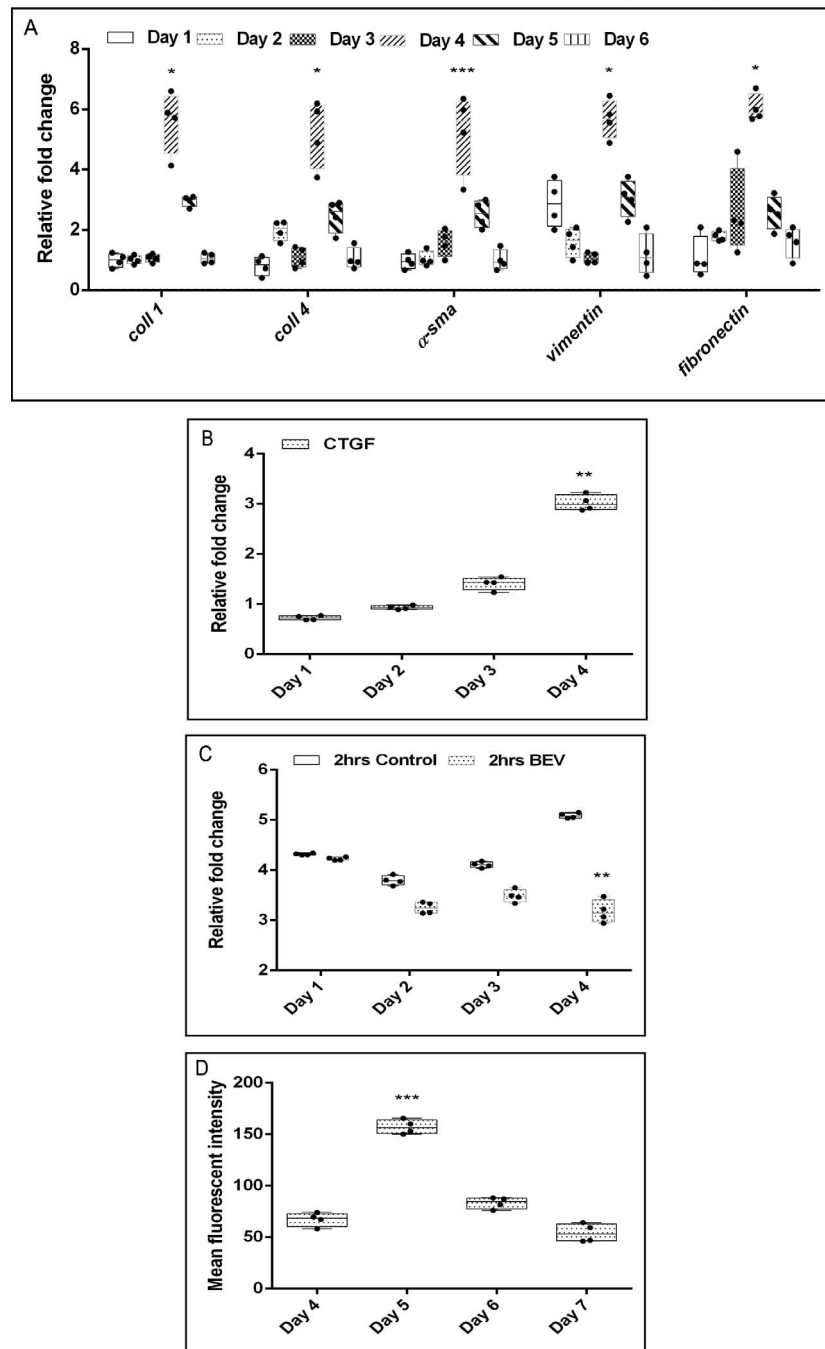 A
Day 1 Day 2 Day 3 Day 4 Day 5 Day 6
8
6
4
2
0
Relative fold change
* * *** * *
coll 1 coll 4 α-sma vimentin fibronectin
B
CTGF
4
3
2
1
0
Relative fold change
**
Day 1 Day 2 Day 3 Day 4
C
2hrs Control 2hrs BEV
6
5
4
3
2
Relative fold change
**
Day 1 Day 2 Day 3 Day 4
D
200
150
100
50
0
Mean fluorescent intensity
***
Day 4 Day 5 Day 6 Day 7